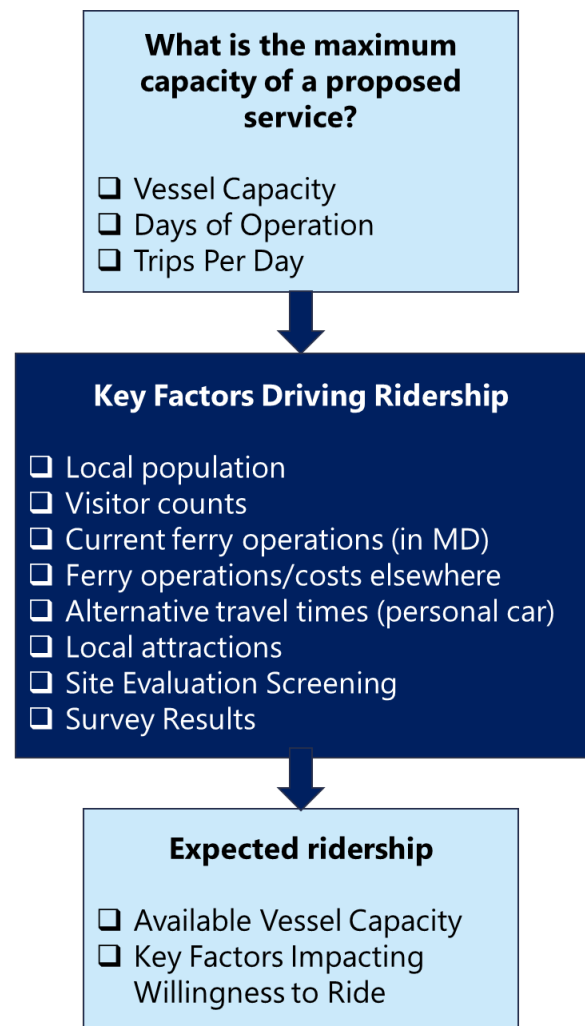 What is the maximum
capacity of a proposed
service?
❑ Vessel Capacity
❑ Days of Operation
❑ Trips Per Day
Key Factors Driving Ridership
❑ Local population
❑ Visitor counts
❑ Current ferry operations (in MD)
❑ Ferry operations/costs elsewhere
❑ Alternative travel times (personal car)
❑ Local attractions
❑ Site Evaluation Screening
❑ Survey Results
Expected ridership
❑ Available Vessel Capacity
❑ Key Factors Impacting
Willingness to Ride